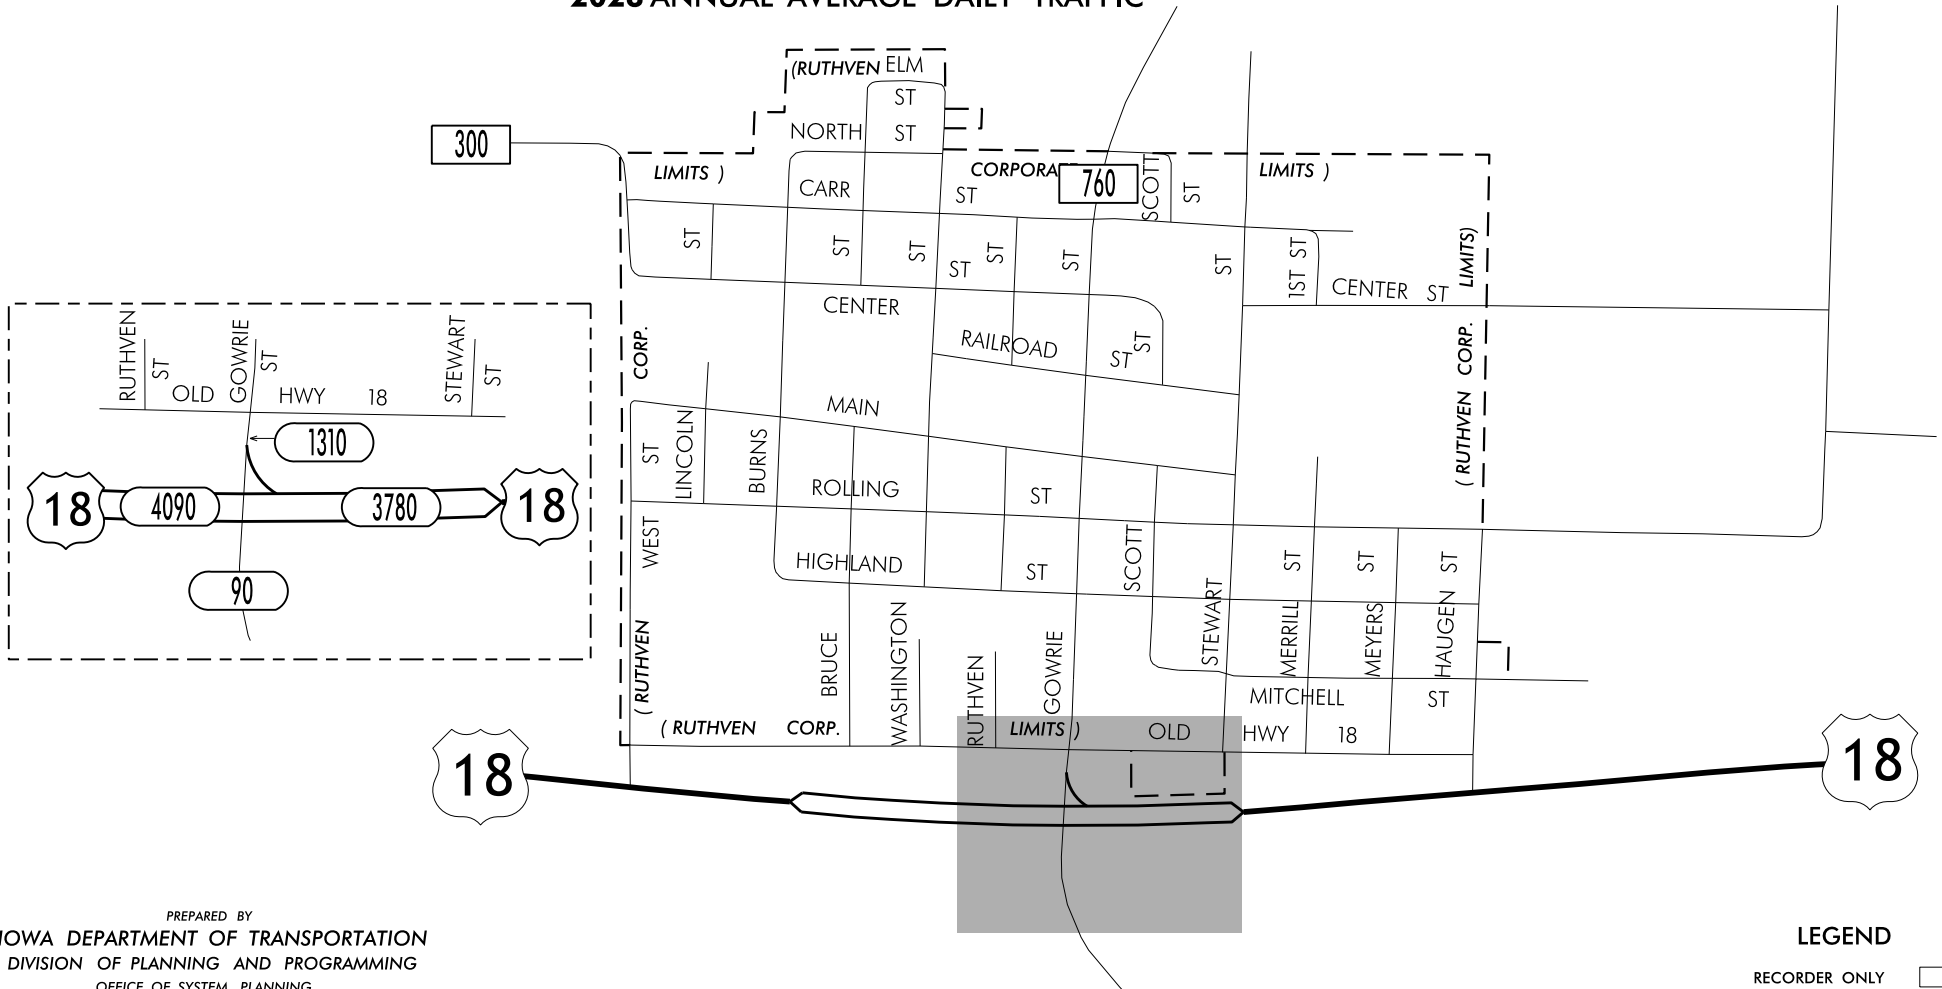 ANNUAL AVERAGE DAILY TRAFFIC
(RUTHVEN ELM
ST
NORTH ST
300
LIMITS )
CORPORA
760
SCOTT
ST
LIMITS )
CARR ST
ST
ST
ST
ST
ST
ST
ST
1ST ST
LIMITS)
CENTER ST
CENTER
ST
RAILROAD ST
ST
CORP.
( RUTHVEN CORP.
RUTHVEN
ST
GOWRIE
ST
STEWART
ST
OLD HWY 18
1310
18
4090
3780
18
90
MAIN
ST
LINCOLN
BURNS
ROLLING ST
WEST
HIGHLAND ST
SCOTT
STEWART
ST
ST
ST
MERRILL
MEYERS
HAUGEN
( RUTHVEN
BRUCE
WASHINGTON
RUTHVEN
GOWRIE
MITCHELL ST
( RUTHVEN CORP. LIMITS )
OLD HWY 18
18
18
PREPARED BY
IOWA DEPARTMENT OF TRANSPORTATION
DIVISION OF PLANNING AND PROGRAMMING
OFFICE OF SYSTEM PLANNING
LEGEND
RECORDER ONLY